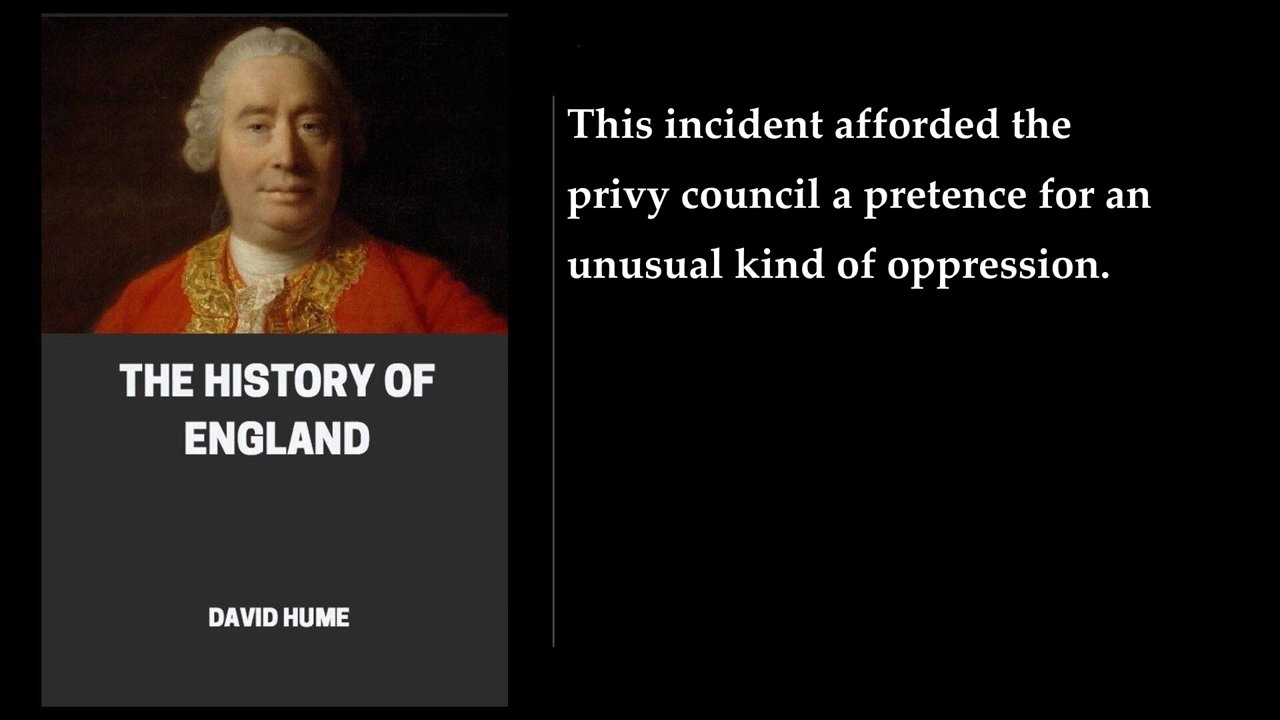 THE HISTORY OF
ENGLAND
DAVID HUME
This incident afforded the
privy council a pretence for an
unusual kind of oppression.